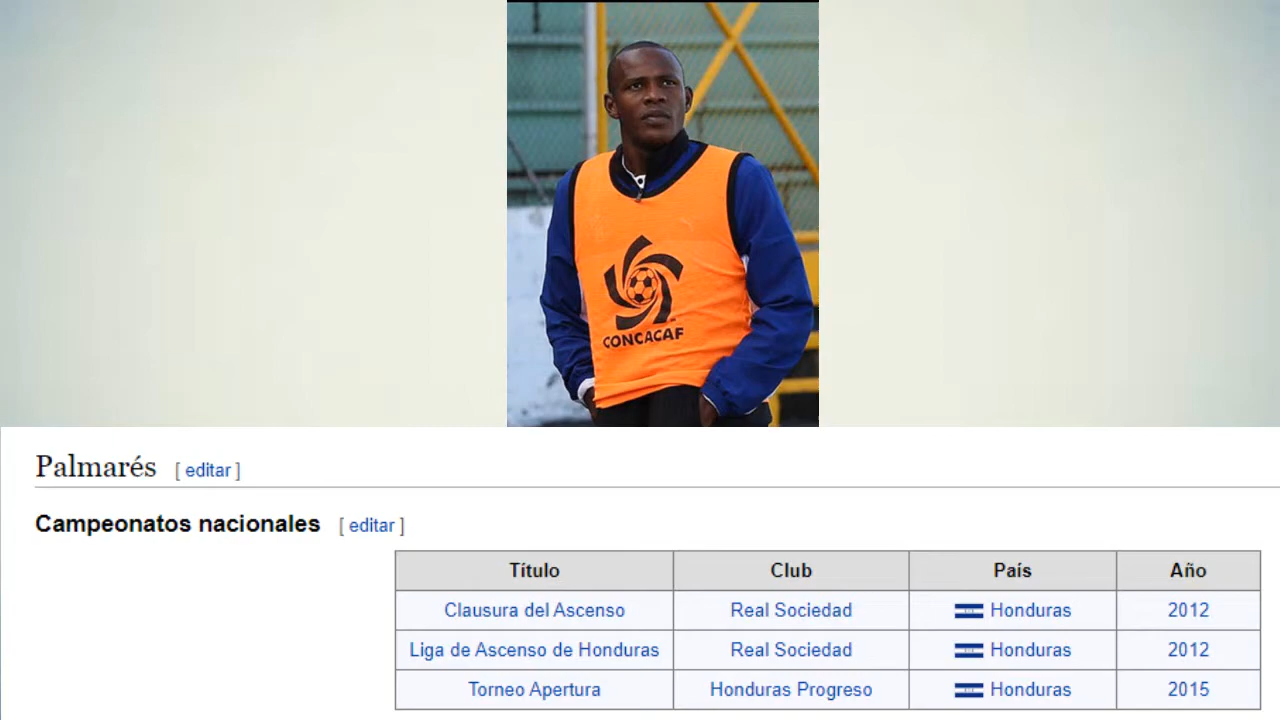 CONCACAF
Palmarés [ editar ]
Campeonatos nacionales [ editar ]
Título Club País Año
Clausura del Ascenso Real Sociedad Honduras 2012
Liga de Ascenso de Honduras Real Sociedad Honduras 2012
Torneo Apertura Honduras Progreso Honduras 2015